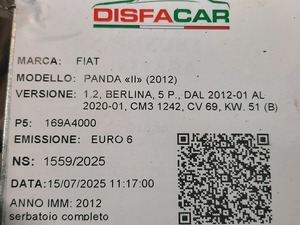 DISFACAR
MARCA: FIAT
MODELLO: PANDA «II» (2012)
VERSIONE: 1.2, BERLINA, 5 P., DAL 2012-01 AL
2020-01, CM3 1242, CV 69, KW. 51 (B)
P5: 169A4000
EMISSIONE: EURO 6
NS: 1559/2025
DATA:15/07/2025 11:17:00
ANNO IMM: 2012
serbatoio completo